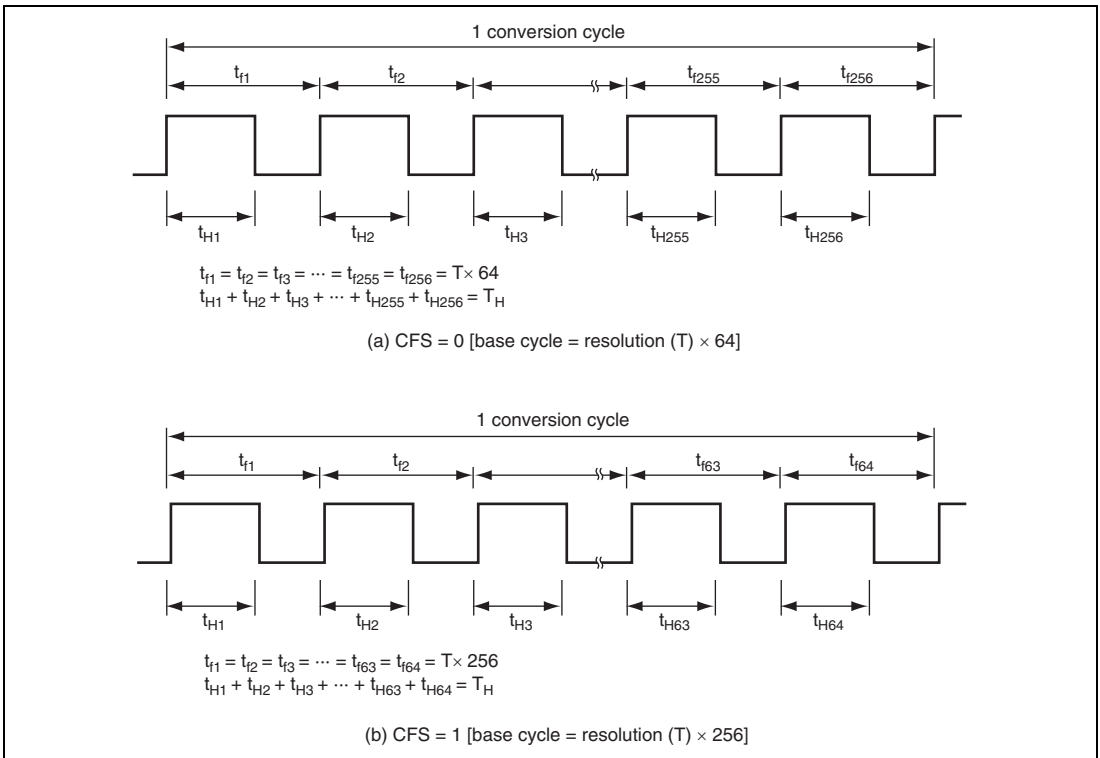 1 conversion cycle
tf1 tf2 tf255 tf256
tH1 tH2 tH3 tH255 tH256
tf1 = tf2 = tf3 = ··· = tf255 = tf256 = T× 64
tH1 + tH2 + tH3 + ··· + tH255 + tH256 = TH
(a) CFS = 0 [base cycle = resolution (T) × 64]
1 conversion cycle
tf1 tf2 tf63 tf64
tH1 tH2 tH3 tH63 tH64
tf1 = tf2 = tf3 = ··· = tf63 = tf64 = T× 256
tH1 + tH2 + tH3 + ··· + tH63 + tH64 = TH
(b) CFS = 1 [base cycle = resolution (T) × 256]